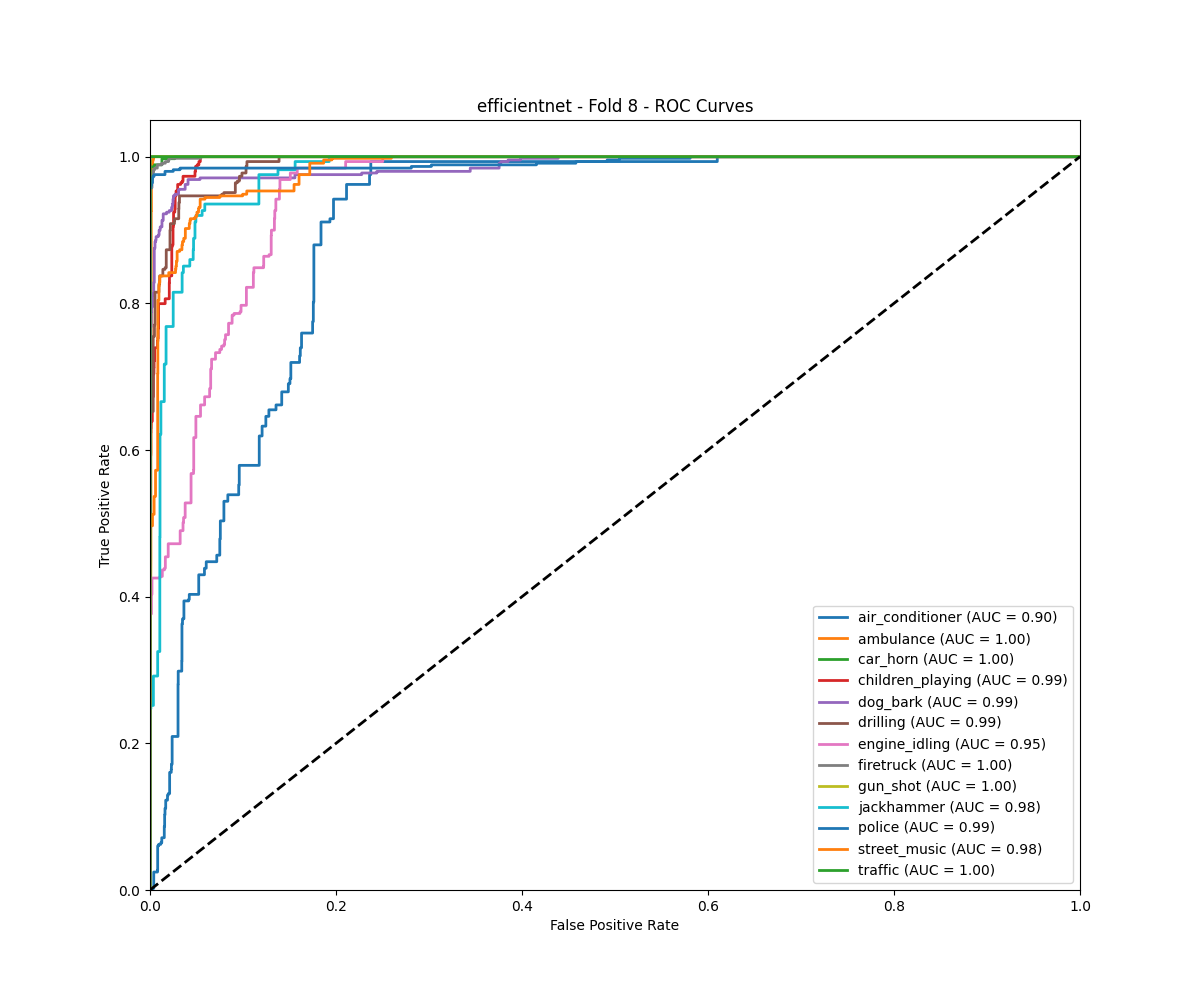 efficientnet - Fold 8 - ROC Curves
1.0
0.8
0.6
0.4
0.2
0.0
True Positive Rate
air_conditioner (AUC = 0.90)
ambulance (AUC = 1.00)
car_horn (AUC = 1.00)
children_playing (AUC = 0.99)
dog_bark (AUC = 0.99)
drilling (AUC = 0.99)
engine_idling (AUC = 0.95)
firetruck (AUC = 1.00)
gun_shot (AUC = 1.00)
jackhammer (AUC = 0.98)
police (AUC = 0.99)
street_music (AUC = 0.98)
traffic (AUC = 1.00)
0.0 0.2 0.4 0.6 0.8 1.0
False Positive Rate